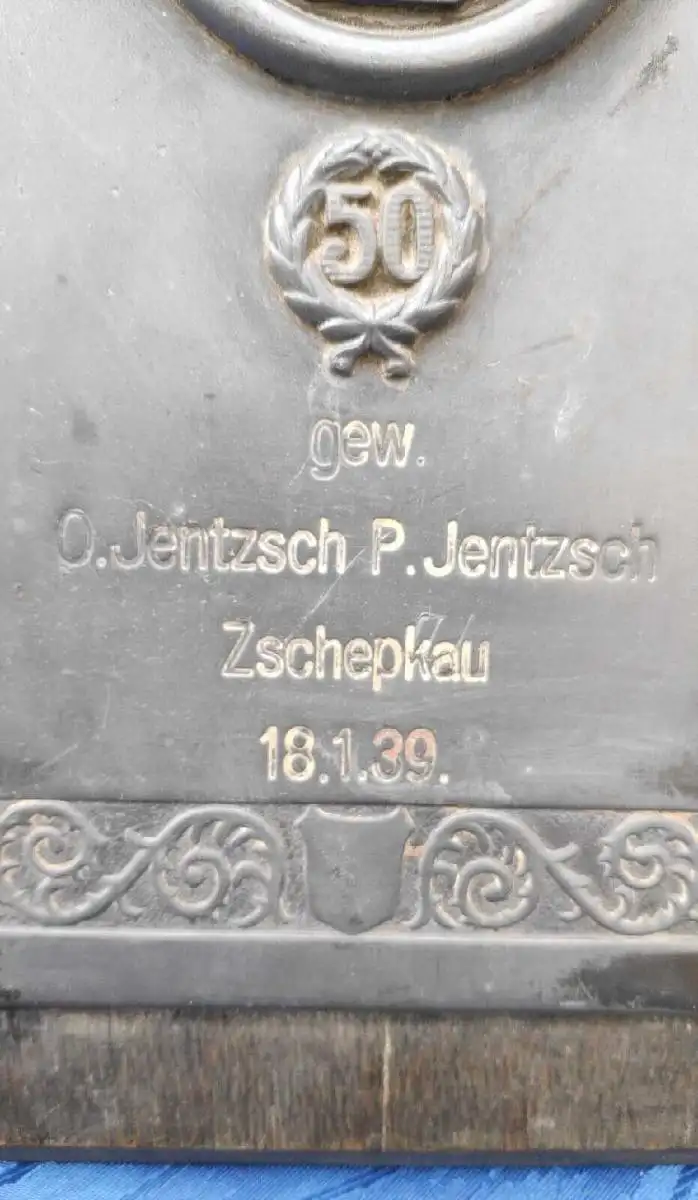 50
gew.
O.Jentzsch P.Jentzsch
Zschepkau
18.1.39.